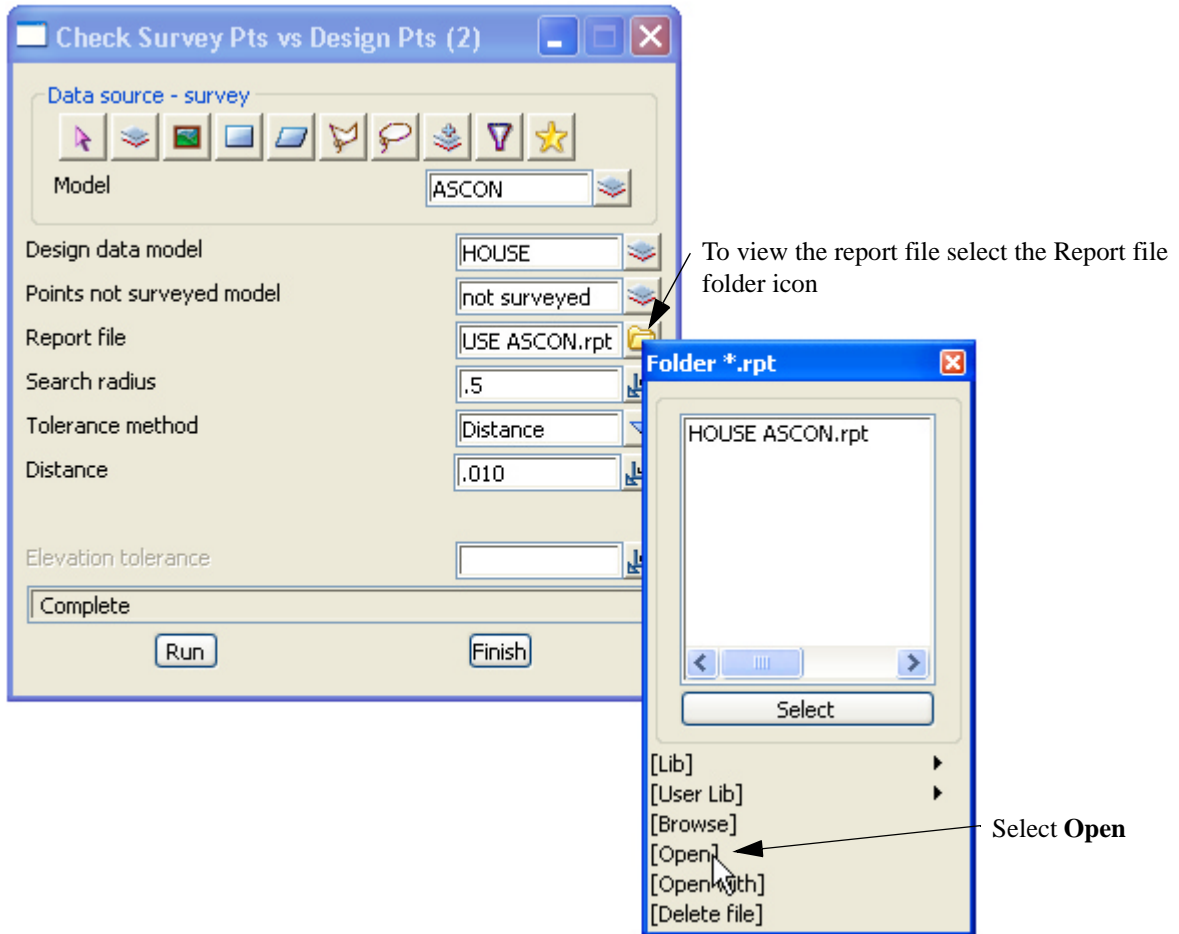 Check Survey Pts vs Design Pts (2)
Data source - survey
Model
ASCON
Design data model
HOUSE
Points not surveyed model
not surveyed
Report file
USE ASCON.rpt
Search radius
.5
Tolerance method
Distance
Distance
.010
Elevation tolerance
Complete
Run
Finish
To view the report file select the Report file
folder icon
Folder *.rpt
HOUSE ASCON.rpt
Select
[Lib]
[User Lib]
[Browse]
[Open]
[Open With]
[Delete file]
Select Open